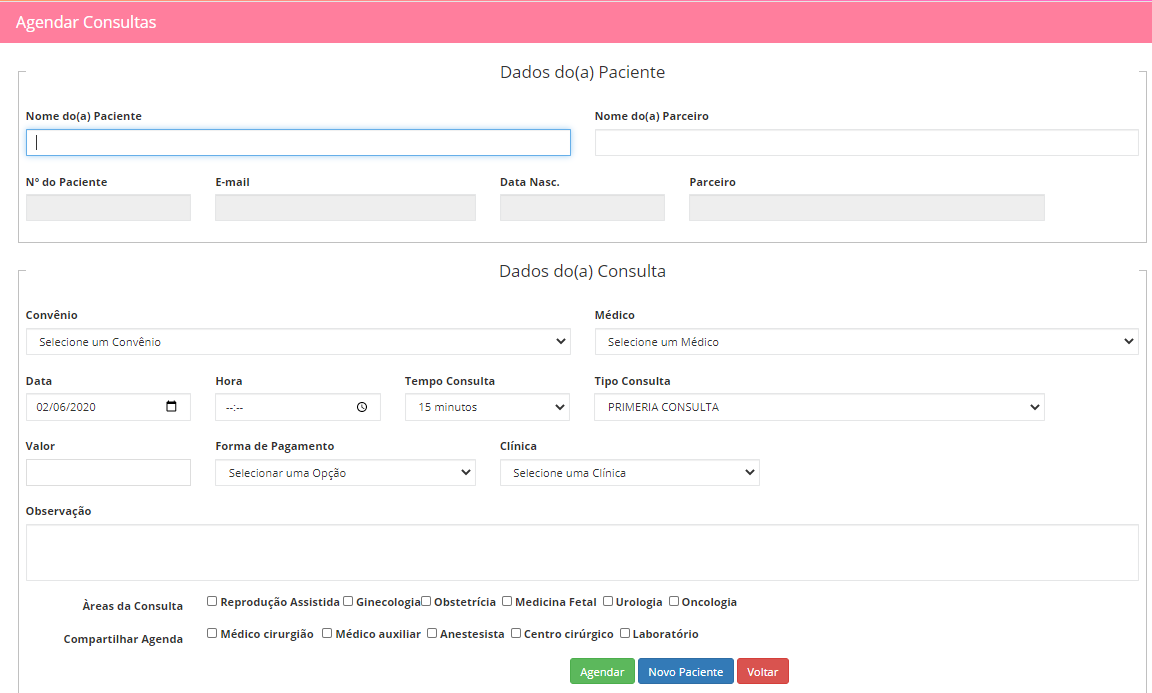 Agendar Consultas
Dados do(a) Paciente
Nome do(a) Paciente Nome do(a) Parceiro
Nº do Paciente E-mail Data Nasc. Parceiro
Dados do(a) Consulta
Convênio Médico
Selecione um Convênio Selecione um Médico
Data Hora Tempo Consulta Tipo Consulta
02/06/2020 --:-- 15 minutos PRIMERIA CONSULTA
Valor Forma de Pagamento Clínica
Selecionar uma Opção Selecione uma Clínica
Observação
Àreas da Consulta Reprodução Assistida Ginecologia Obstetrícia Medicina Fetal Urologia Oncologia
Compartilhar Agenda Médico cirurgião Médico auxiliar Anestesista Centro cirúrgico Laboratório
Agendar Novo Paciente Voltar